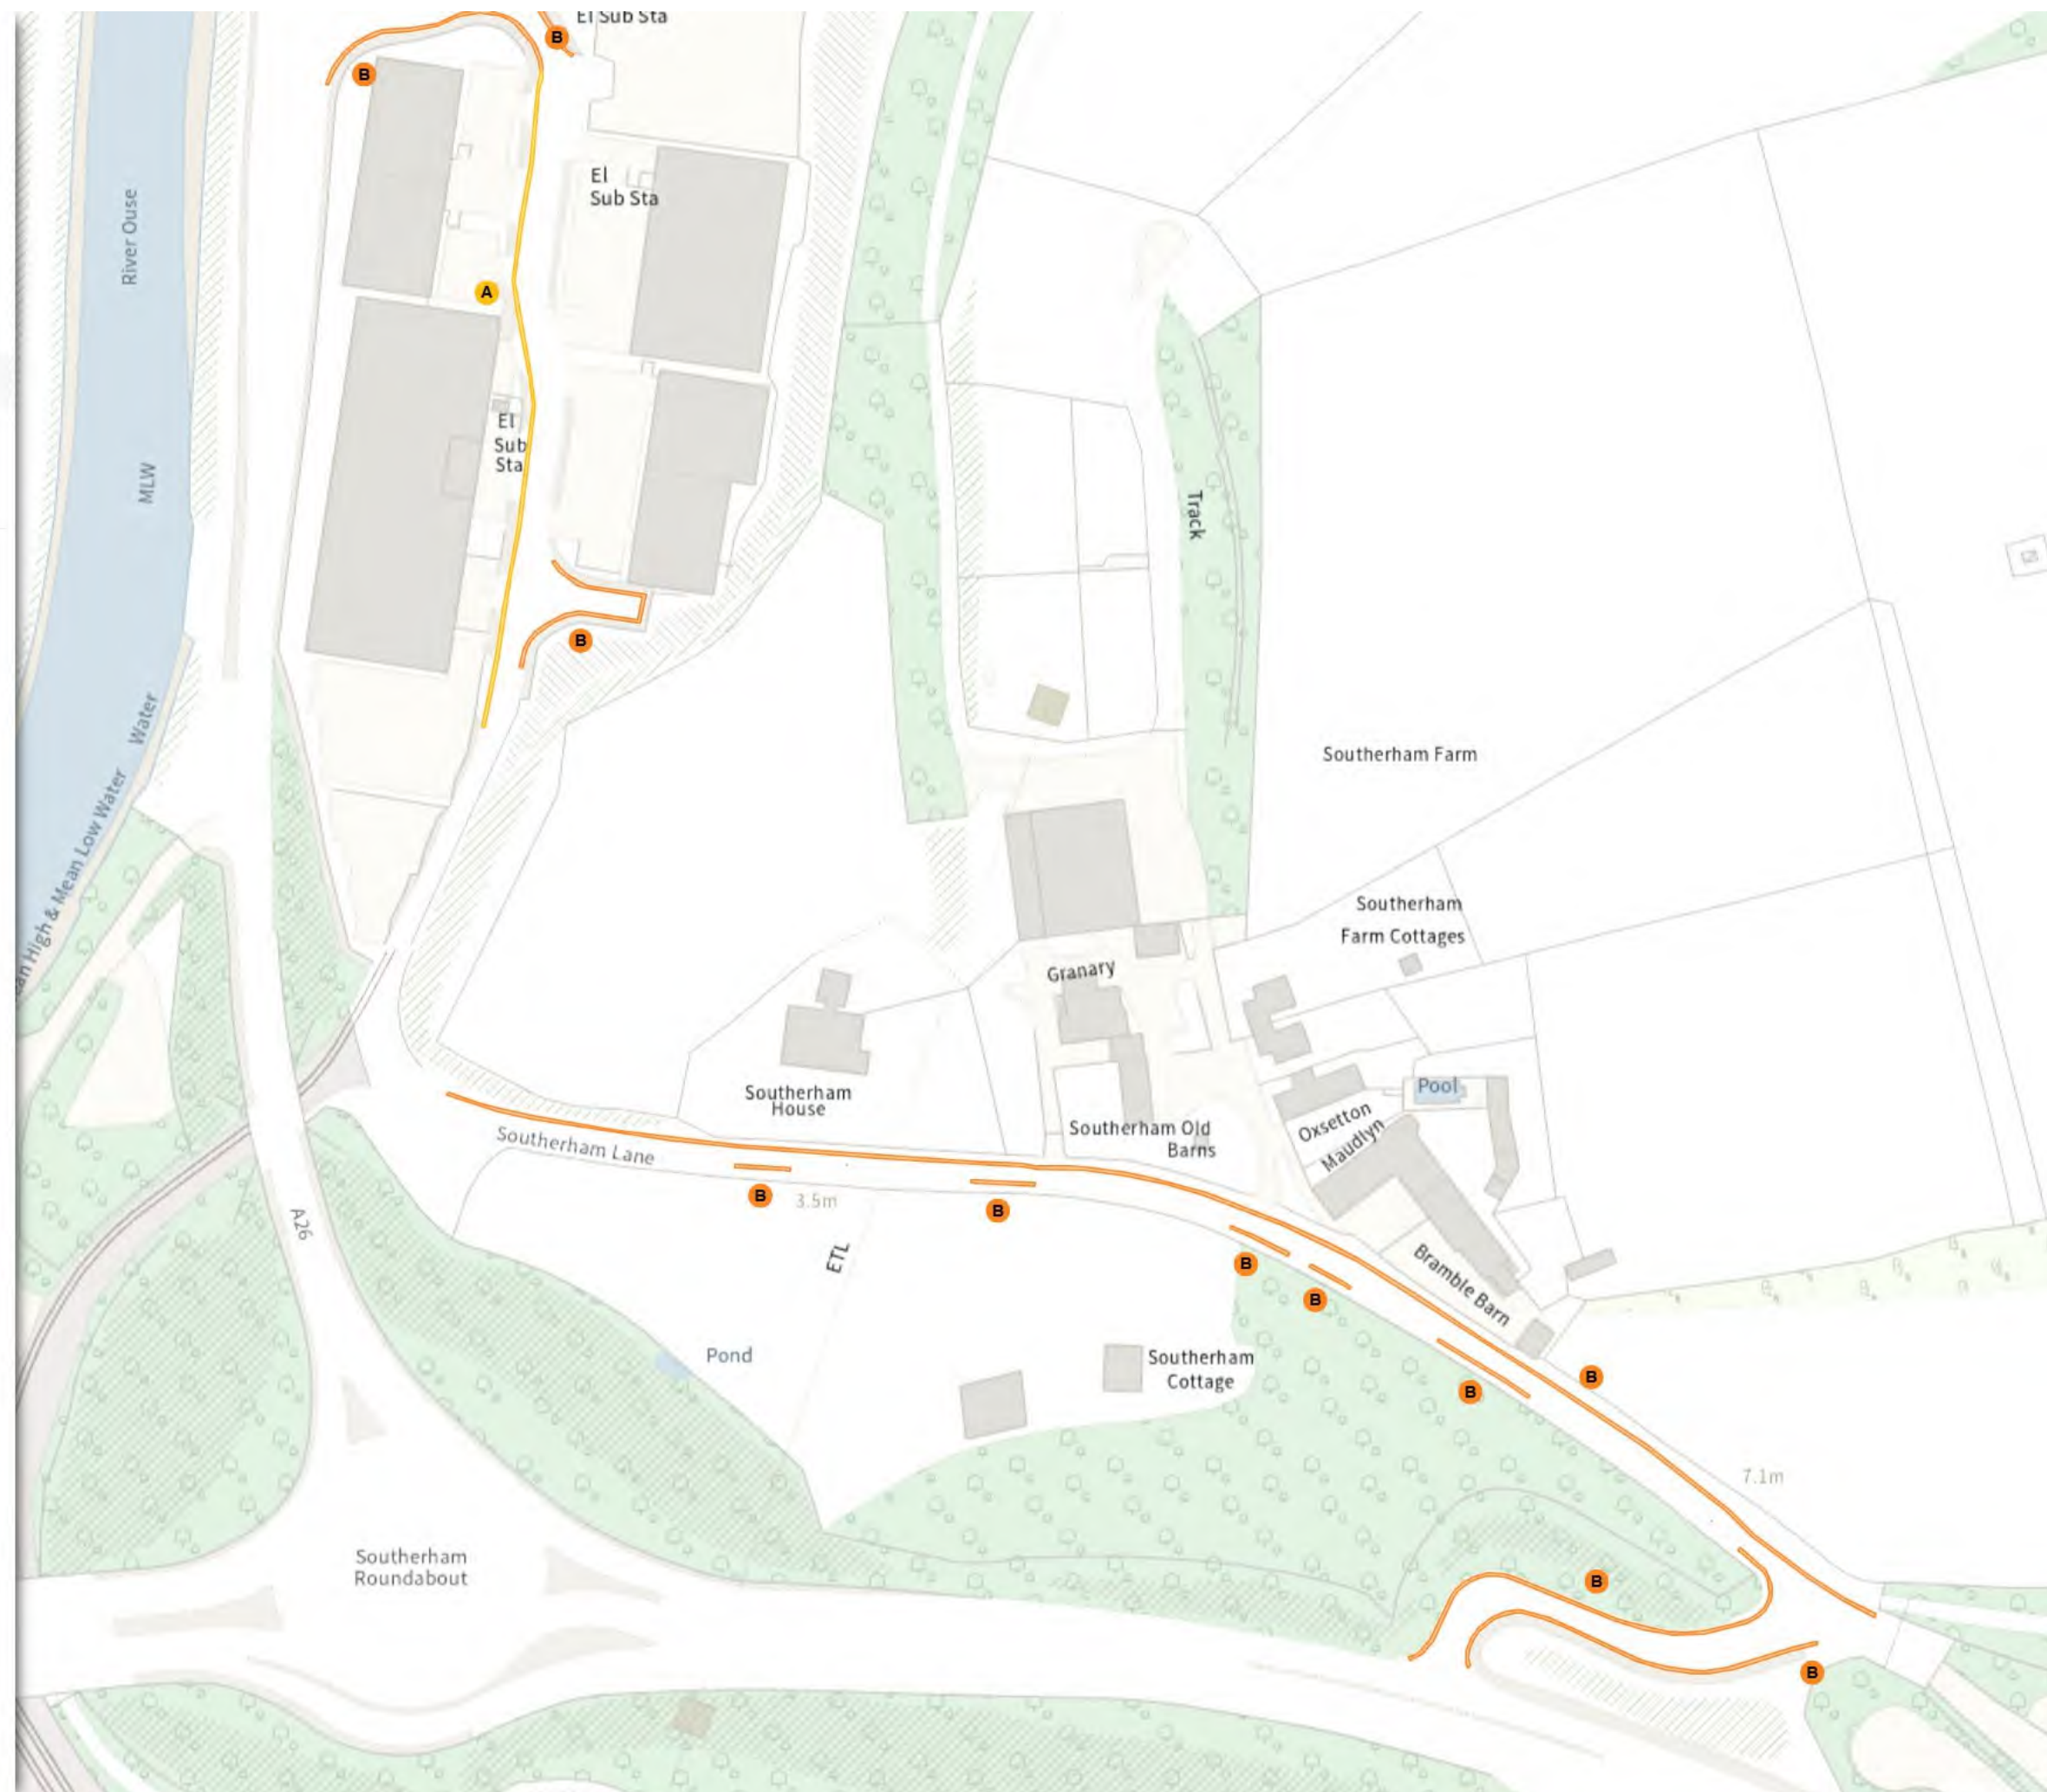 El Sub Sta
B
B
El
Sub Sta
River Ouse
A
El
Sub
Sta
MLW
Track
B
Water
Southerham Farm
High & Mean Low Water
Southerham
Farm Cottages
Granary
Pool
Southerham
House
Oxsetton
Maudlyn
Southerham Old
Barns
Southerham Lane
B
3.5m
B
A26
ETL
B
B
Bramble Barn
Pond
Southerham
Cottage
B
B
7.1m
Southerham
Roundabout
B
B